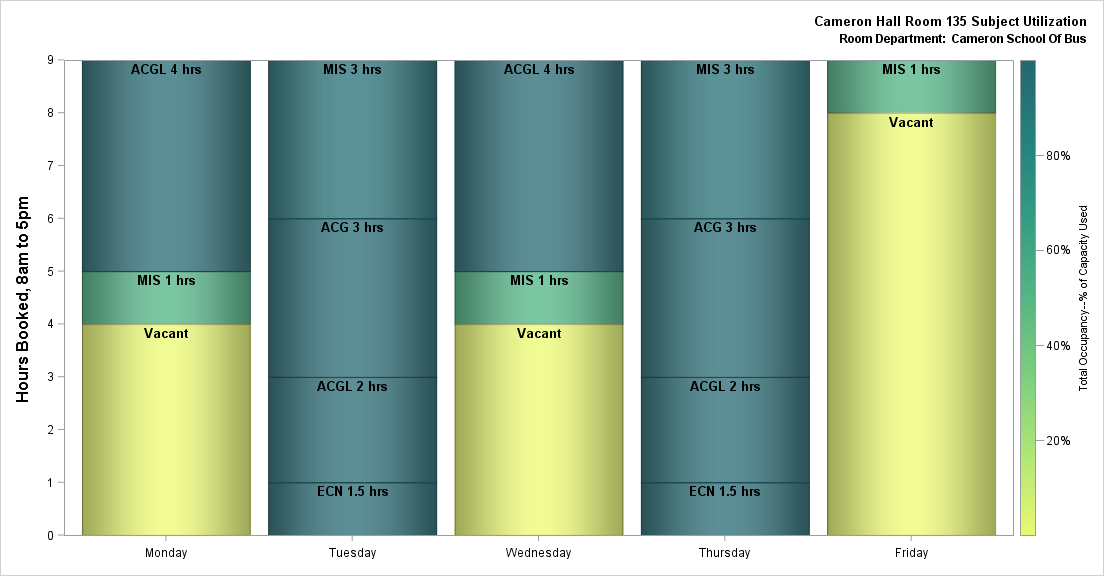 Cameron Hall Room 135 Subject Utilization
Room Department: Cameron School Of Bus
Hours Booked, 8am to 5pm
9
8
7
6
5
4
3
2
1
0
ACGL 4 hrs
MIS 1 hrs
Vacant
MIS 3 hrs
ACG 3 hrs
ACGL 2 hrs
ECN 1.5 hrs
ACGL 4 hrs
MIS 1 hrs
Vacant
MIS 3 hrs
ACG 3 hrs
ACGL 2 hrs
ECN 1.5 hrs
MIS 1 hrs
Vacant
Monday
Tuesday
Wednesday
Thursday
Friday
80%
60%
40%
20%
Total Occupancy--% of Capacity Used